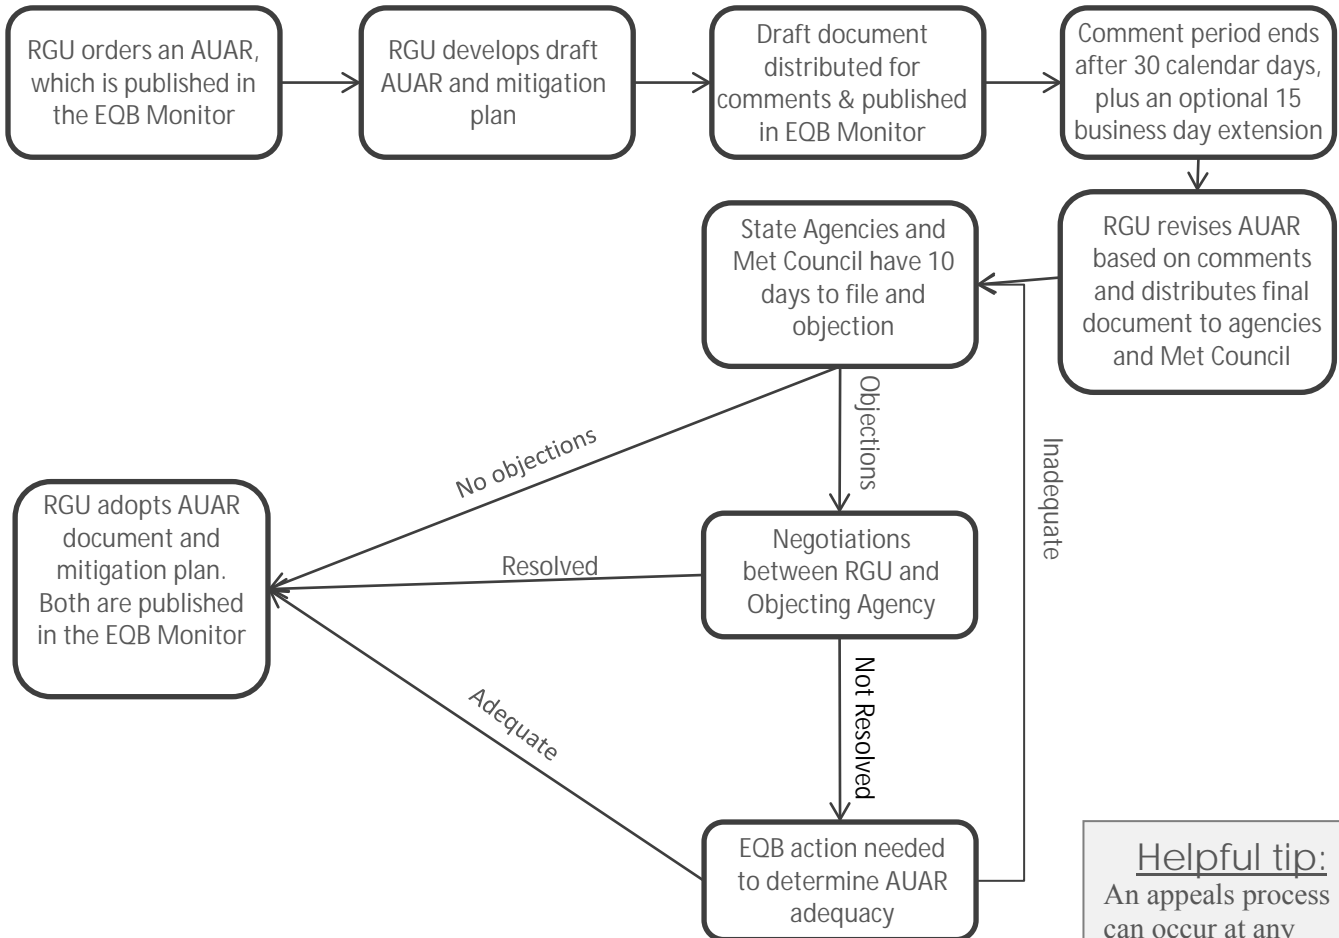 RGU orders an AUAR,
which is published in
the EQB Monitor
RGU develops draft
AUAR and mitigation
plan
Draft document
distributed for
comments & published
in EQB Monitor
Comment period ends
after 30 calendar days,
plus an optional 15
business day extension
RGU revises AUAR
based on comments
and distributes final
document to agencies
and Met Council
State Agencies and
Met Council have 10
days to file and
objection
No objections
Objections
Inadequate
Negotiations
between RGU and
Objecting Agency
Resolved
Not Resolved
RGU adopts AUAR
document and
mitigation plan.
Both are published
in the EQB Monitor
Adequate
EQB action needed
to determine AUAR
adequacy
Helpful tip:
An appeals process
can occur at any